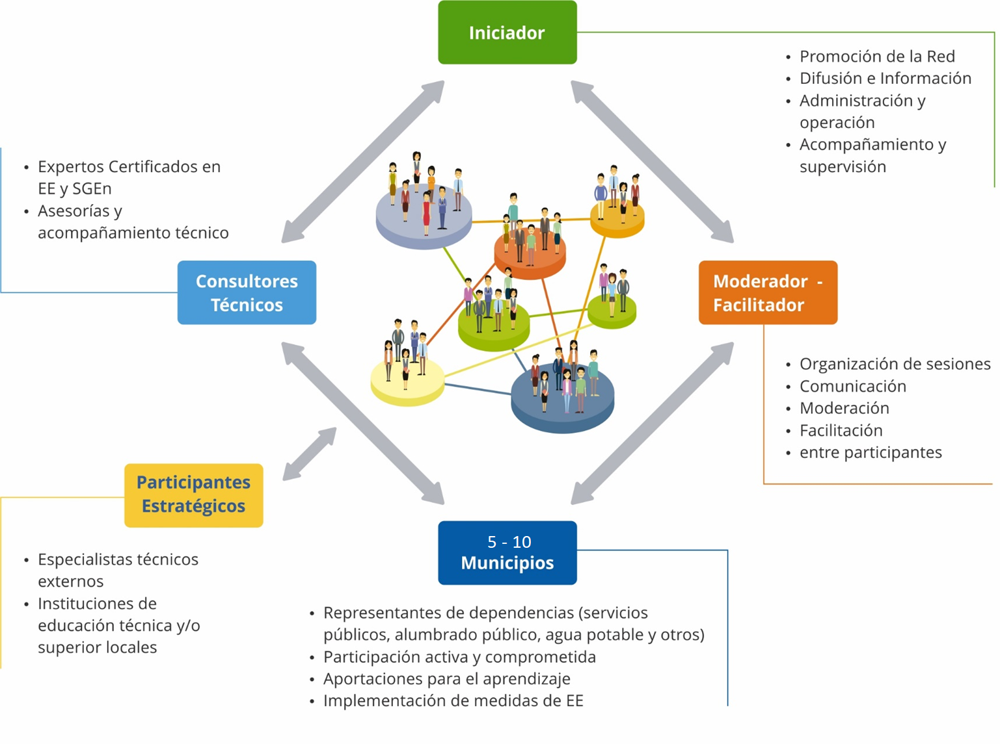 Iniciador
• Promoción de la Red
• Difusión e Información
• Administración y
operación
• Acompañamiento y
supervisión
• Expertos Certificados en
EE y SGEn
• Asesorías y
acompañamiento técnico
Consultores
Técnicos
Moderador -
Facilitador
• Organización de sesiones
• Comunicación
• Moderación
• Facilitación
• entre participantes
Participantes
Estratégicos
• Especialistas técnicos
externos
• Instituciones de
educación técnica y/o
superior locales
5 - 10
Municipios
• Representantes de dependencias (servicios
públicos, alumbrado público, agua potable y otros)
• Participación activa y comprometida
• Aportaciones para el aprendizaje
• Implementación de medidas de EE